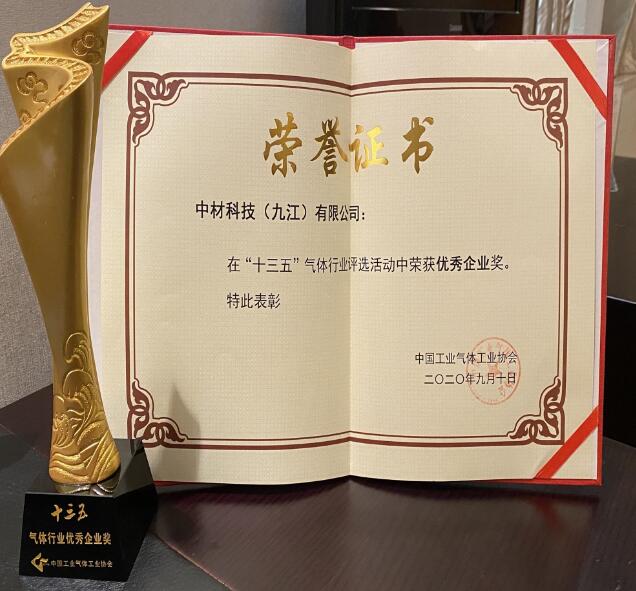 荣誉证书
中材科技（九江）有限公司：
在“十三五”气体行业评选活动中荣获优秀企业奖。
特此表彰
中国工业气体工业协会
二〇二〇年九月十日
十三五
气体行业优秀企业奖
中国工业气体工业协会